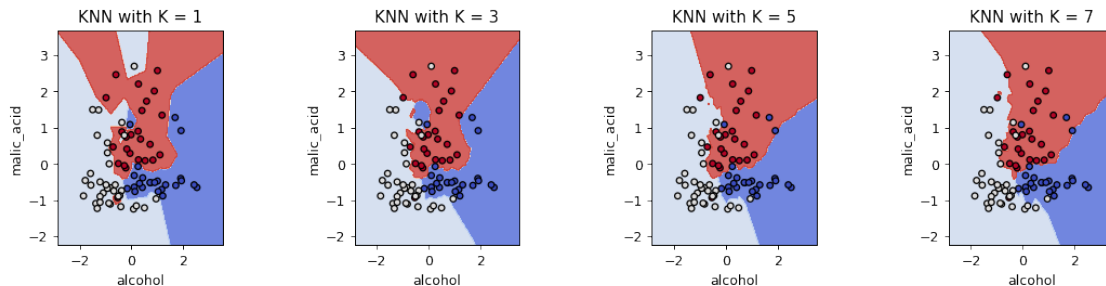 KNN with K = 1
3
2
1
0
−1
−2
malic_acid
−2 0 2
alcohol
KNN with K = 3
3
2
1
0
−1
−2
malic_acid
−2 0 2
alcohol
KNN with K = 5
3
2
1
0
−1
−2
malic_acid
−2 0 2
alcohol
KNN with K = 7
3
2
1
0
−1
−2
malic_acid
−2 0 2
alcohol